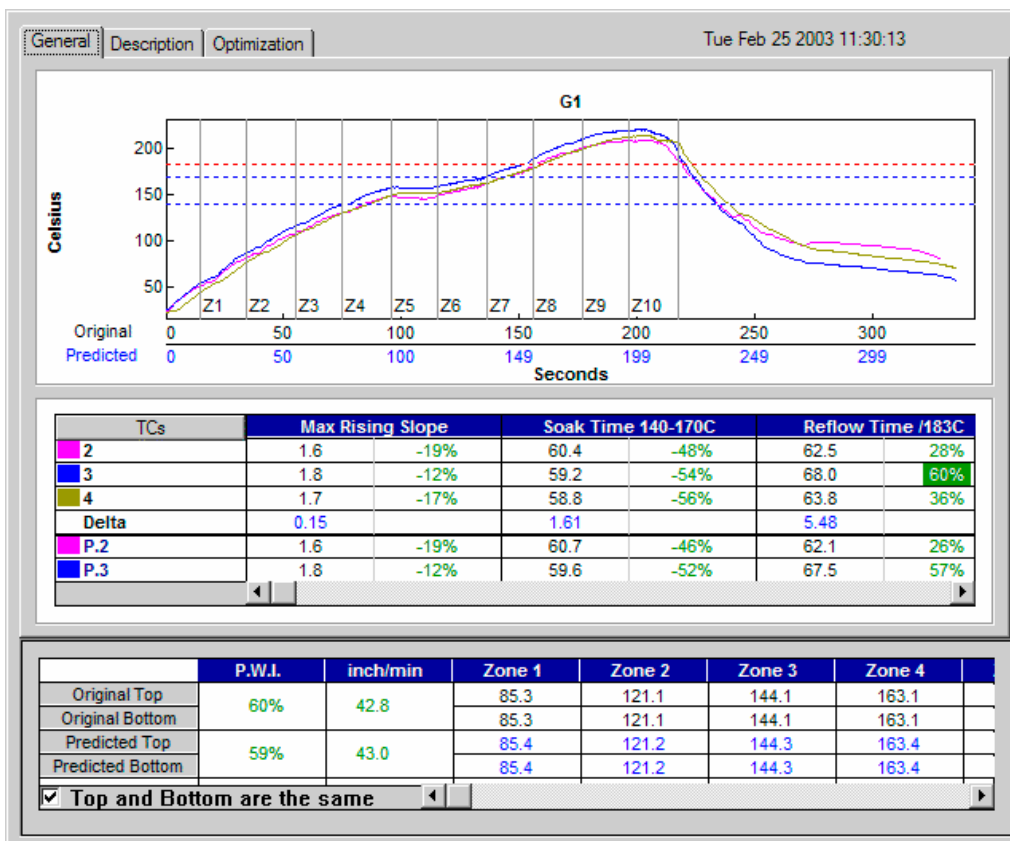 General Description Optimization Tue Feb 25 2003 11:30:13
G1
Celsius
200
150
100
50
Z1 Z2 Z3 Z4 Z5 Z6 Z7 Z8 Z9 Z10
Original 0 50 100 150 200 250 300
Predicted 0 50 100 149 199 249 299
Seconds
TCs Max Rising Slope Soak Time 140-170C Reflow Time /183C
2 1.6 -19% 60.4 -48% 62.5 28%
3 1.8 -12% 59.2 -54% 68.0 60%
4 1.7 -17% 58.8 -56% 63.8 36%
Delta 0.15 1.61 5.48
P.2 1.6 -19% 60.7 -46% 62.1 26%
P.3 1.8 -12% 59.6 -52% 67.5 57%
P.W.I. inch/min Zone 1 Zone 2 Zone 3 Zone 4
Original Top 60% 42.8 85.3 121.1 144.1 163.1
Original Bottom 85.3 121.1 144.1 163.1
Predicted Top 59% 43.0 85.4 121.2 144.3 163.4
Predicted Bottom 85.4 121.2 144.3 163.4
Top and Bottom are the same